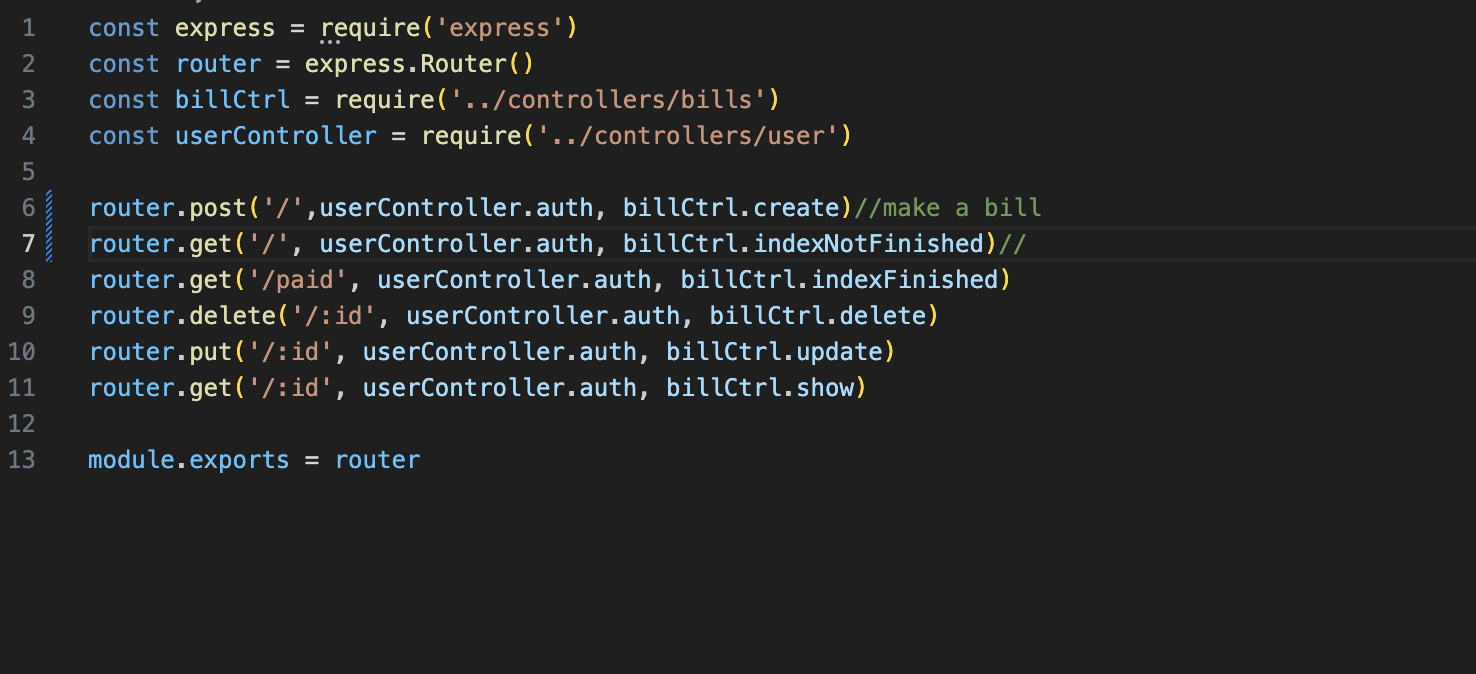 1 const express = require('express')
2 const router = express.Router()
3 const billCtrl = require('../controllers/bills')
4 const userController = require('../controllers/user')
5
6 router.post('/',userController.auth, billCtrl.create)//make a bill
7 router.get('/', userController.auth, billCtrl.indexNotFinished)//
8 router.get('/paid', userController.auth, billCtrl.indexFinished)
9 router.delete('/:id', userController.auth, billCtrl.delete)
10 router.put('/:id', userController.auth, billCtrl.update)
11 router.get('/:id', userController.auth, billCtrl.show)
12
13 module.exports = router